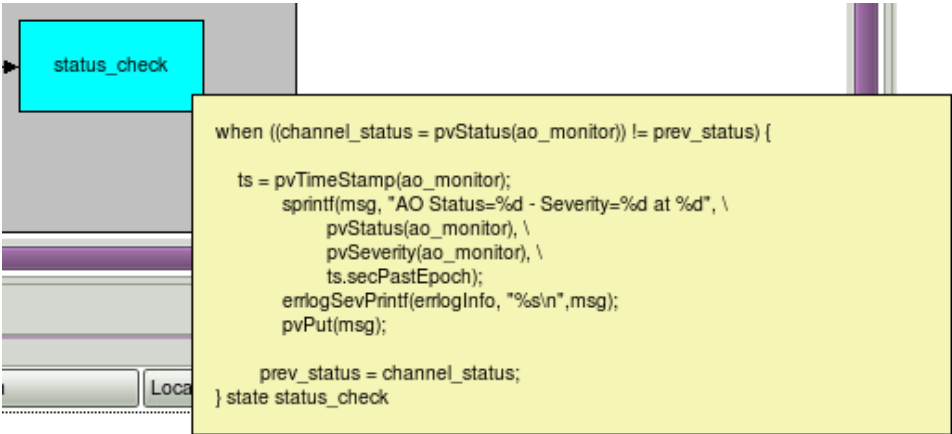 status_check
when ((channel_status = pvStatus(ao_monitor)) != prev_status) {
ts = pvTimeStamp(ao_monitor);
sprintf(msg, "AO Status=%d - Severity=%d at %d", \
pvStatus(ao_monitor), \
pvSeverity(ao_monitor), \
ts.secPastEpoch);
errlogSevPrintf(errlogInfo, "%s\n",msg);
pvPut(msg);
prev_status = channel_status;
Loca
} state status_check